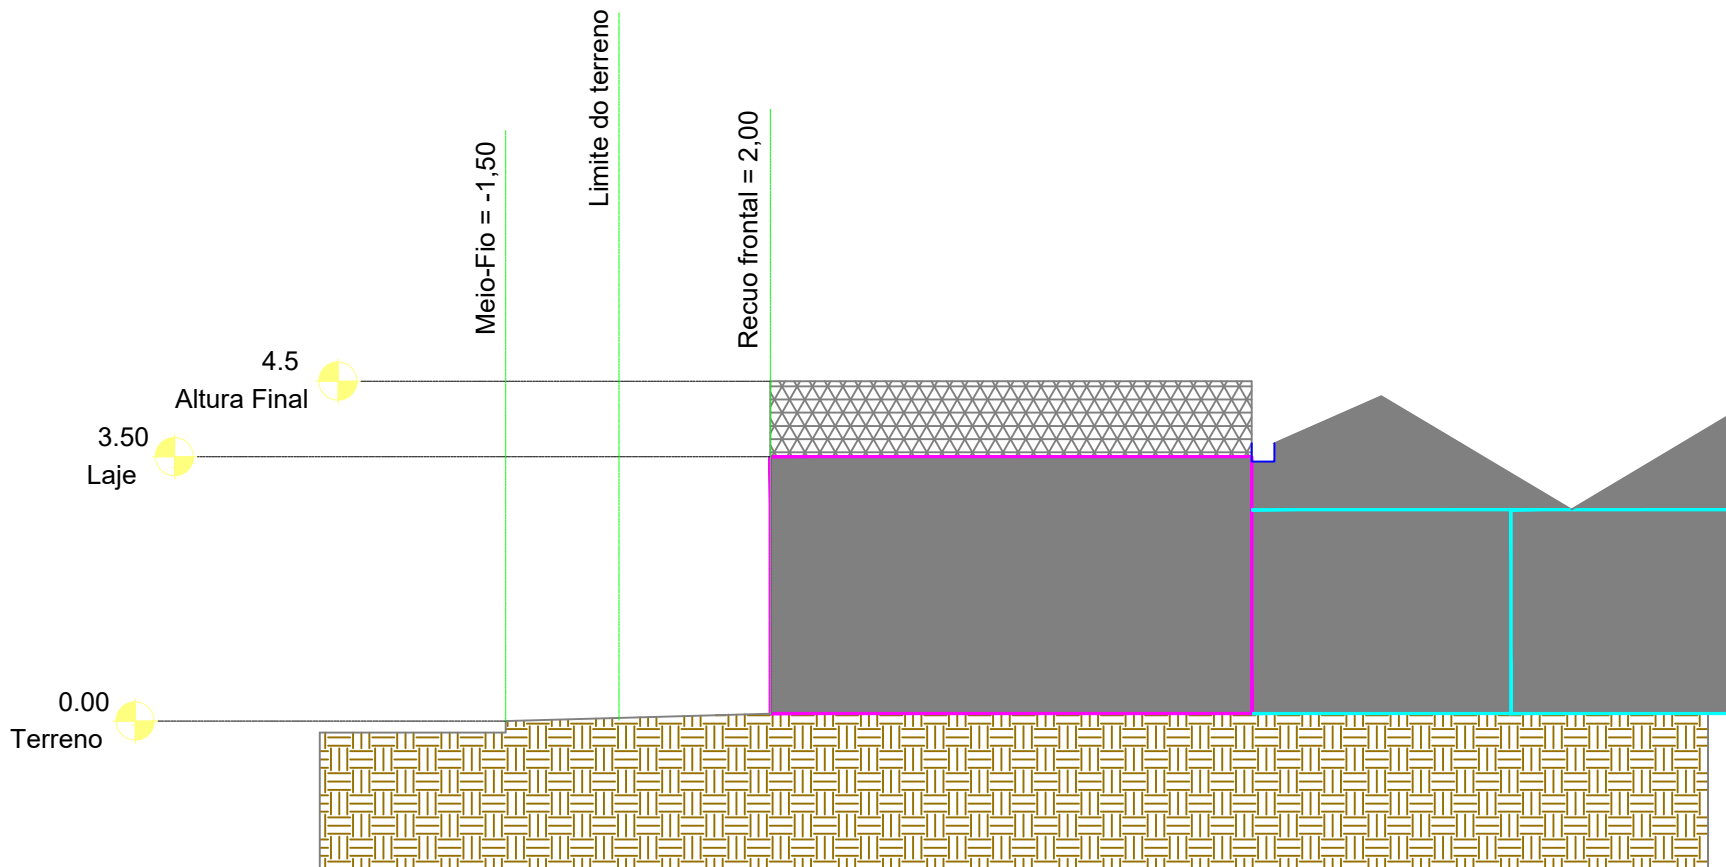 Limite do terreno
Meio-Fio = -1,50
Recuo frontal = 2,00
4.5
Altura Final
3.50
Laje
0.00
Terreno